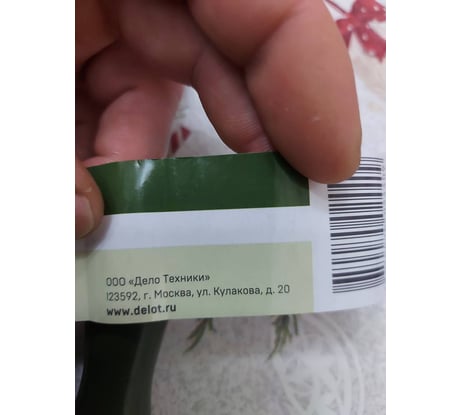 ООО «Дело Техники»
123592, г. Москва, ул. Кулакова, д. 20
www.delot.ru